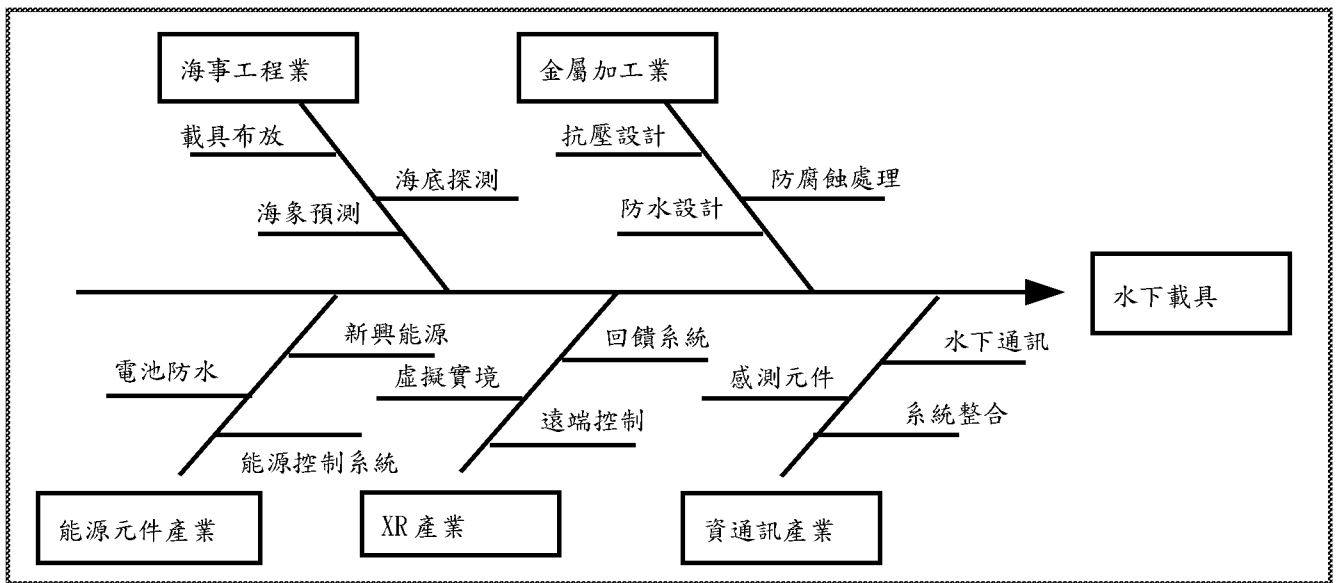 海事工程業
金屬加工業
載具布放
抗壓設計
海底探測
防腐蝕處理
海象預測
防水設計
水下載具
新興能源
回饋系統
水下通訊
電池防水
虛擬實境
感測元件
遠端控制
系統整合
能源控制系統
能源元件產業
XR 產業
資通訊產業